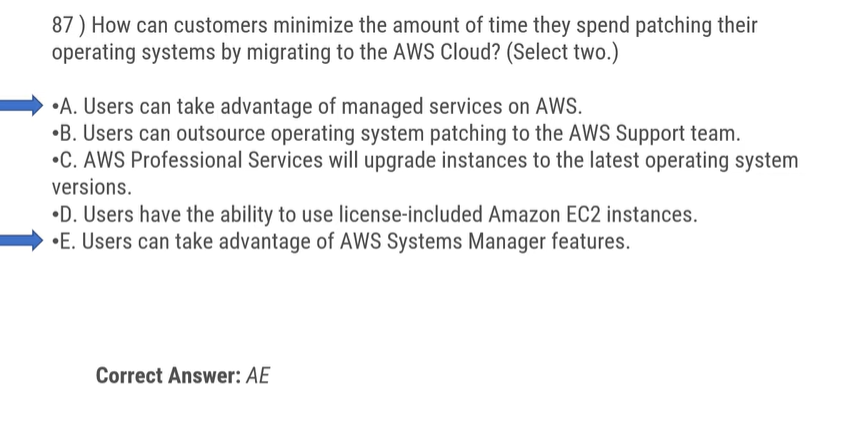 87 ) How can customers minimize the amount of time they spend patching their
operating systems by migrating to the AWS Cloud? (Select two.)
•A. Users can take advantage of managed services on AWS.
•B. Users can outsource operating system patching to the AWS Support team.
•C. AWS Professional Services will upgrade instances to the latest operating system
versions.
•D. Users have the ability to use license-included Amazon EC2 instances.
•E. Users can take advantage of AWS Systems Manager features.
Correct Answer: AE